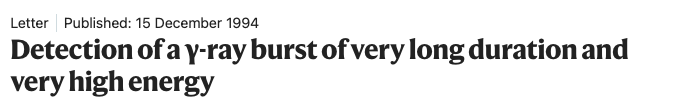 Letter | Published: 15 December 1994
Detection of a γ-ray burst of very long duration and
very high energy